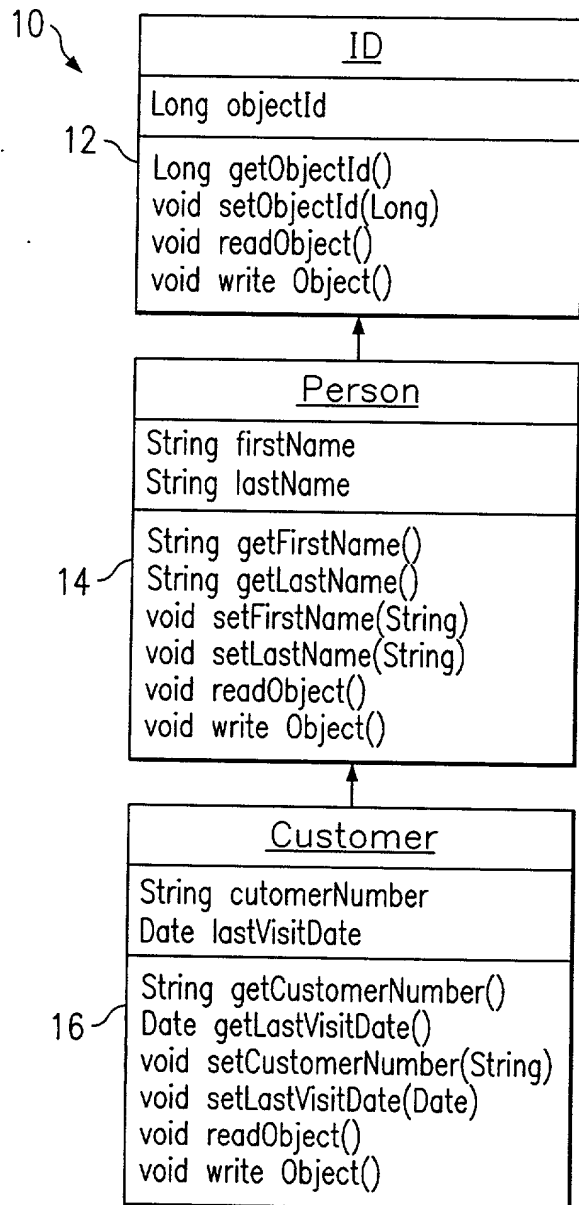 10
ID
Long objectId
12
Long getObjectId()
void setObjectId(Long)
void readObject()
void write Object()
Person
String firstName
String lastName
14
String getFirstName()
String getLastName()
void setFirstName(String)
void setLastName(String)
void readObject()
void write Object()
Customer
String cutomerNumber
Date lastVisitDate
16
String getCustomerNumber()
Date getLastVisitDate()
void setCustomerNumber(String)
void setLastVisitDate(Date)
void readObject()
void write Object()